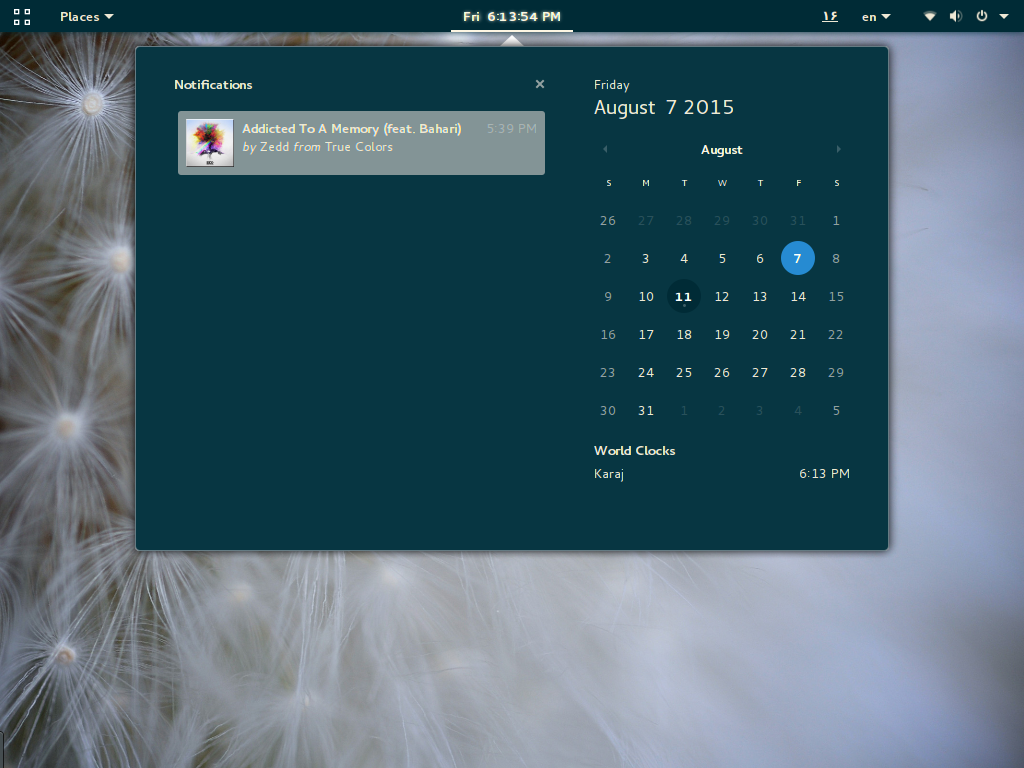 Places
Fri 6:13:54 PM
۱۶
en
Notifications
Addicted To A Memory (feat. Bahari) 5:39 PM
by Zedd from True Colors
Friday
August 7 2015
August
S M T W T F S
26 27 28 29 30 31 1
2 3 4 5 6 7 8
9 10 11 12 13 14 15
16 17 18 19 20 21 22
23 24 25 26 27 28 29
30 31 1 2 3 4 5
World Clocks
Karaj 6:13 PM